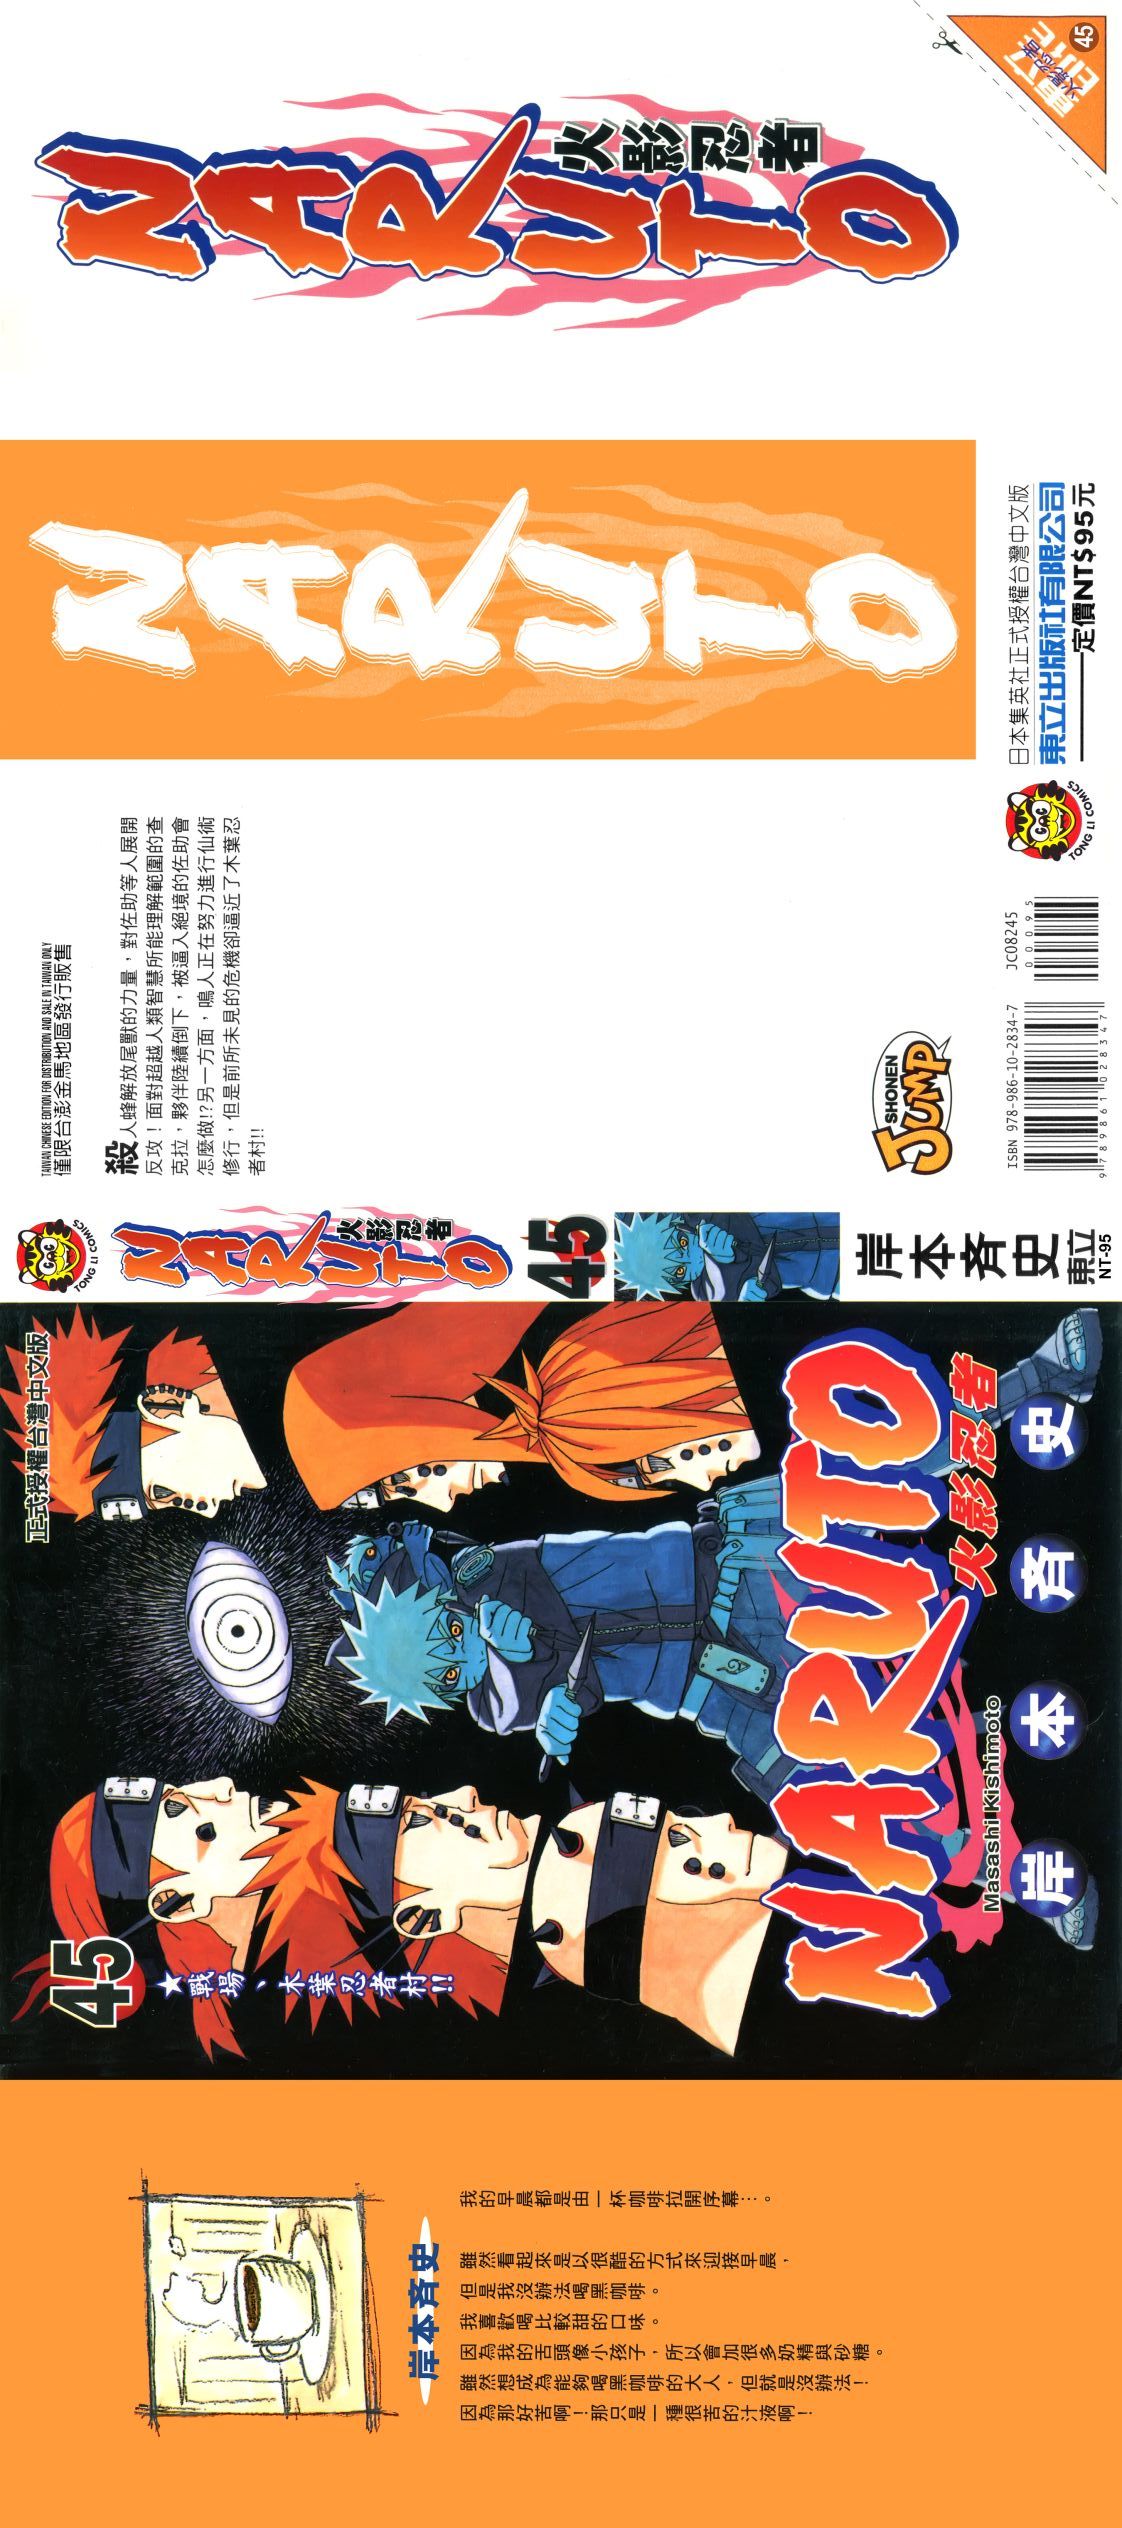 NARUTO
火影忍者
東立
火影忍者
45
NARUTO
日本集英社正式授權台灣中文版
東立出版社有限公司
定價NT$95元
TONG LI COMICS
JC08245
00095
ISBN 978-986-10-2834-7
9789861028347
SHONEN
JUMP
TAIWAN CHINESE EDITION FOR DISTRIBUTION AND SALE IN TAIWAN ONLY
僅限台澎金馬地區發行販售
殺人蜂解放尾獸的力量，對佐助等人展開
反攻！面對超越人類智慧所能理解範圍的查
克拉，夥伴陸續倒下，被逼入絕境的佐助會
怎麼做!?另一方面，鳴人正在努力進行仙術
修行，但是前所未見的危機卻逼近了木葉忍
者村!!
TONG LI COMICS
NARUTO
火影忍者
45
岸本斉史
東立
NT-95
正式授權台灣中文版
45
★戰場、木葉忍者村!!
NARUTO
火影忍者
Masashi Kishimoto
岸本斉史
岸本斉史
我的早晨都是由一杯咖啡拉開序幕…。
雖然看起來是以很酷的方式來迎接早晨，
但是我沒辦法喝黑咖啡。
我喜歡喝比較甜的口味。
因為我的舌頭像小孩子，所以會加很多奶精與砂糖。
雖然想成為能夠喝黑咖啡的大人，但就是沒辦法！
因為那好苦啊！那只是一種很苦的汁液啊！